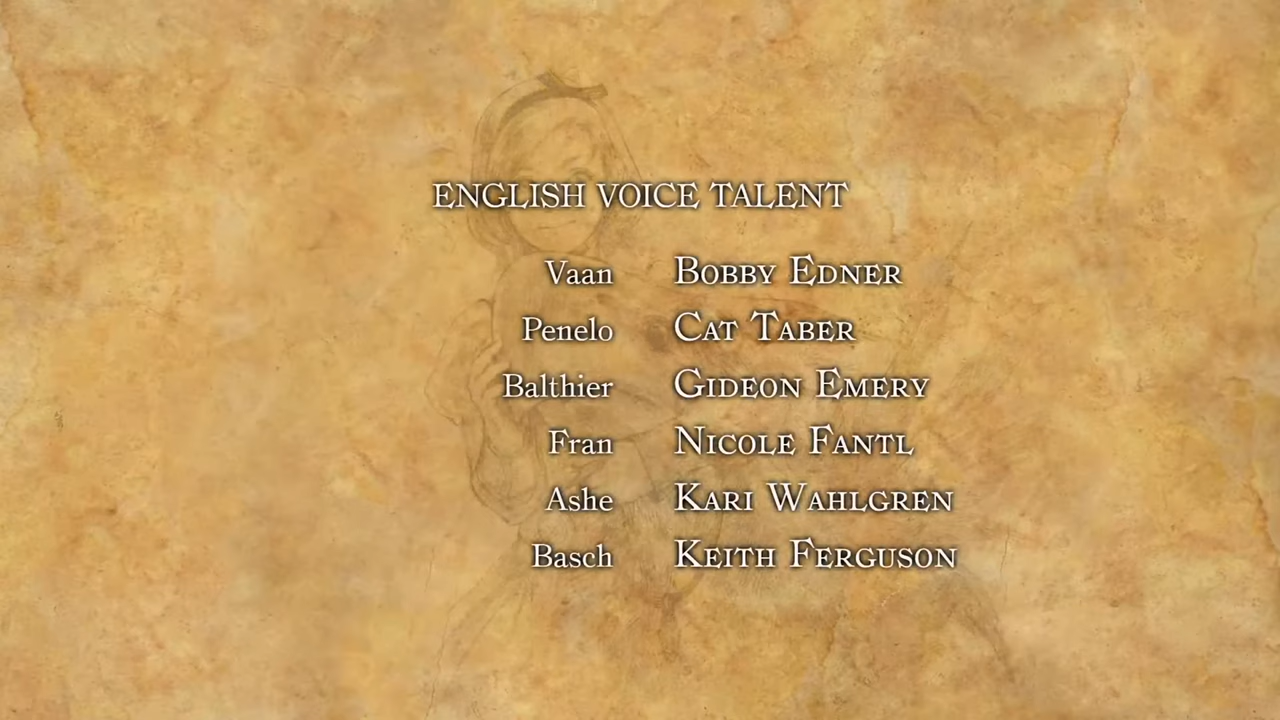 ENGLISH VOICE TALENT
Vaan BOBBY EDNER
Penelo CAT TABER
Balthier GIDEON EMERY
Fran NICOLE FANTL
Ashe KARI WAHLGREN
Basch KEITH FERGUSON